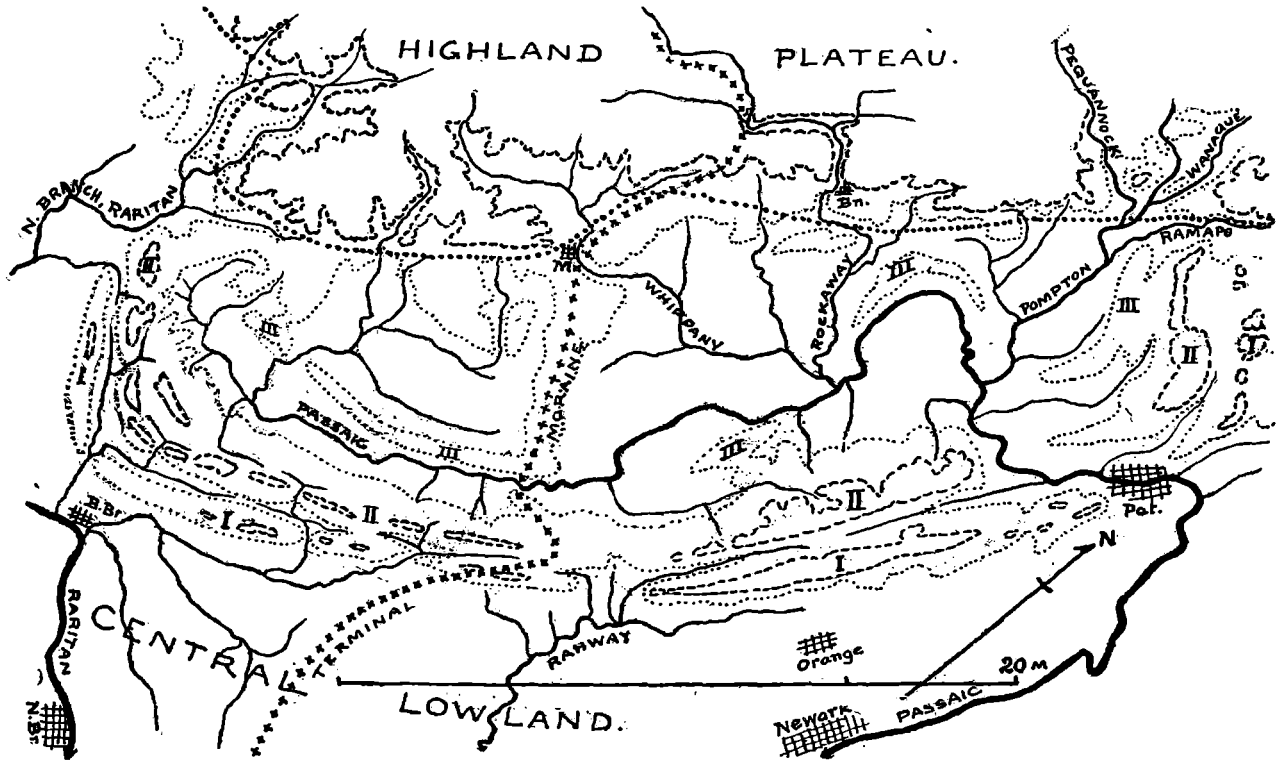 HIGHLAND PLATEAU.
PEQUANNOCK
WANAQUE
N. BRANCH, RARITAN
Bn.
RAMAPO
III
M.
WHIPPANY
ROCKAWAY
III
POMPTON
III
II
I
III
I
MORAINE
PASSAIC
III
III
II
Pat.
B.Br
I
II
N
I
RARITAN
CENTRAL
TERMINAL
RAHWAY
Orange
20 M
LOWLAND.
PASSAIC
N.Br.
Newark